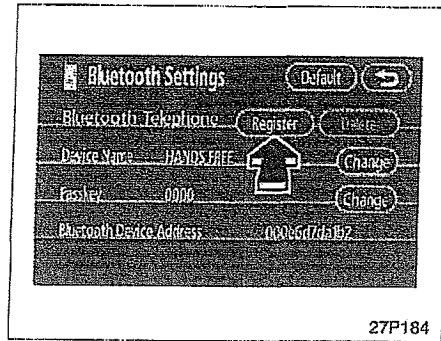 Bluetooth Settings Default
Bluetooth Telephone Register Delete
Device Name HANDS FREE Change
Passkey 0000 Change
Bluetooth Device Address
27P184